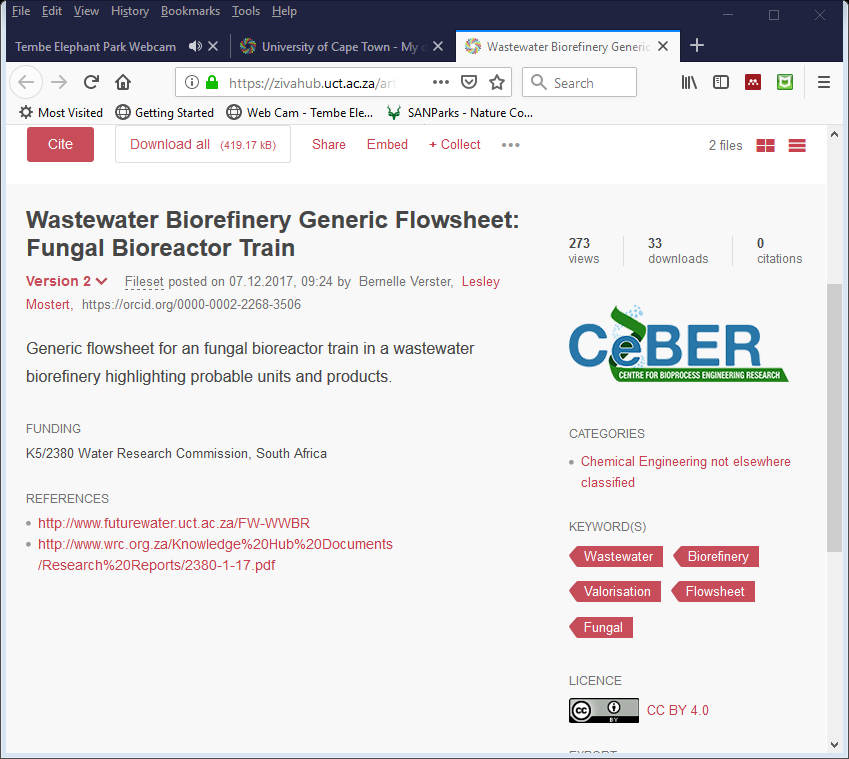 File Edit View History Bookmarks Tools Help
Tembe Elephant Park Webcam University of Cape Town - My Wastewater Biorefinery Generic
https://zivahub.uct.ac.za/art Search
Most Visited Getting Started Web Cam - Tembe Ele... SANParks - Nature Co...
Cite Download all (419.17 kB) Share Embed + Collect 2 files
Wastewater Biorefinery Generic Flowsheet:
Fungal Bioreactor Train
Version 2 Fileset posted on 07.12.2017, 09:24 by Bernelle Verster, Lesley
Mostert, https://orcid.org/0000-0002-2268-3506
Generic flowsheet for an fungal bioreactor train in a wastewater
biorefinery highlighting probable units and products.
FUNDING
K5/2380 Water Research Commission, South Africa
REFERENCES
http://www.futurewater.uct.ac.za/FW-WWBR
http://www.wrc.org.za/Knowledge%20Hub%20Documents
/Research%20Reports/2380-1-17.pdf
273 33 0
views downloads citations
CeBER
CENTRE FOR BIOPROCESS ENGINEERING RESEARCH
CATEGORIES
Chemical Engineering not elsewhere
classified
KEYWORD(S)
Wastewater Biorefinery
Valorisation Flowsheet
Fungal
LICENCE
cc BY CC BY 4.0